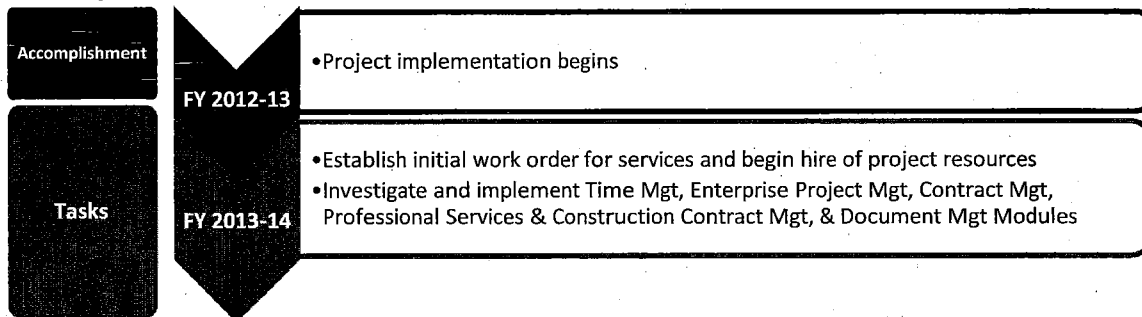 Accomplishment
FY 2012-13
•Project implementation begins
Tasks
FY 2013-14
•Establish initial work order for services and begin hire of project resources
•Investigate and implement Time Mgt, Enterprise Project Mgt, Contract Mgt,
Professional Services & Construction Contract Mgt, & Document Mgt Modules